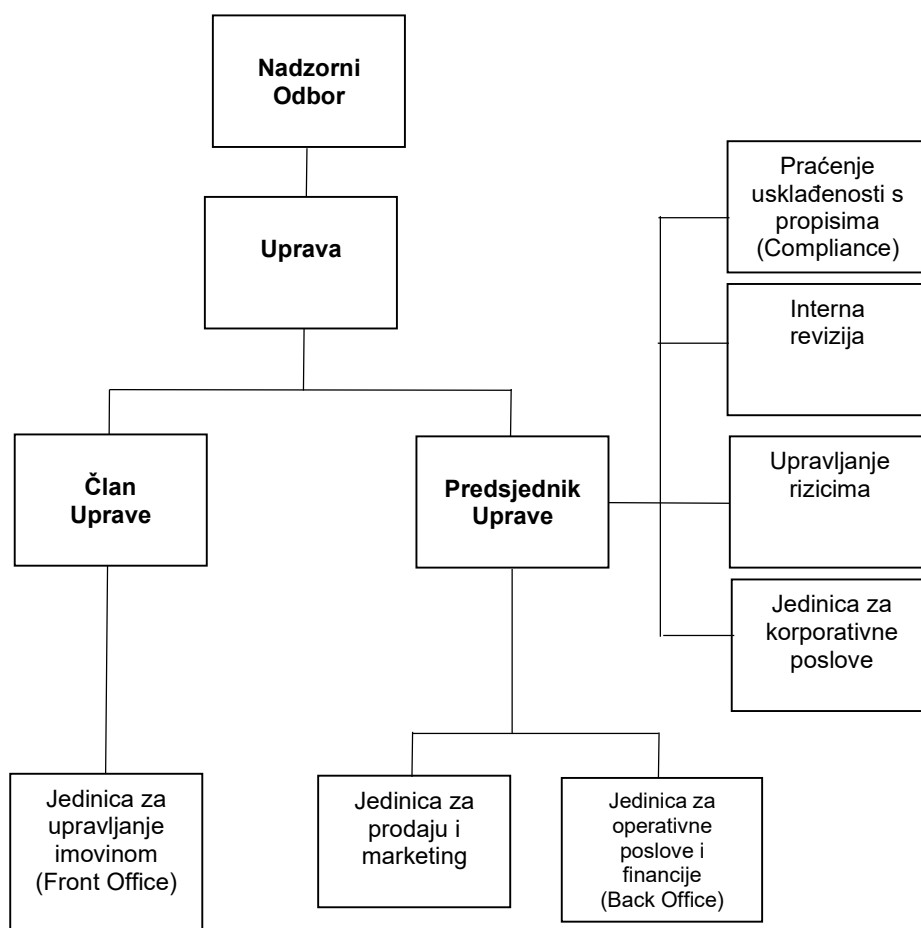 Nadzorni
Odbor
Uprava
Praćenje
usklađenosti s
propisima
(Compliance)
Interna
revizija
Član
Uprave
Predsjednik
Uprave
Upravljanje
rizicima
Jedinica za
korporativne
poslove
Jedinica za
upravljanje
imovinom
(Front Office)
Jedinica za
prodaju i
marketing
Jedinica za
operativne
poslove i
financije
(Back Office)